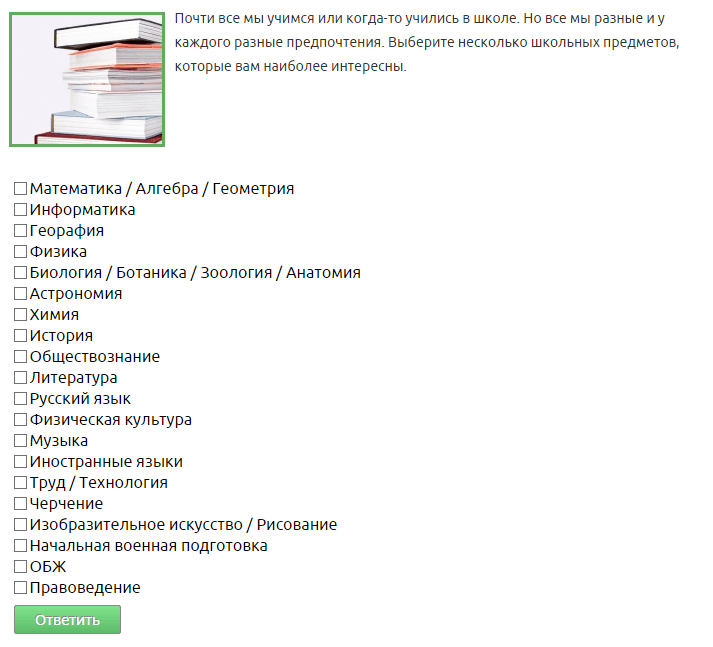 Почти все мы учимся или когда-то учились в школе. Но все мы разные и у
каждого разные предпочтения. Выберите несколько школьных предметов,
которые вам наиболее интересны.
Математика / Алгебра / Геометрия
Информатика
Георафия
Физика
Биология / Ботаника / Зоология / Анатомия
Астрономия
Химия
История
Обществознание
Литература
Русский язык
Физическая культура
Музыка
Иностранные языки
Труд / Технология
Черчение
Изобразительное искусство / Рисование
Начальная военная подготовка
ОБЖ
Правоведение
Ответить